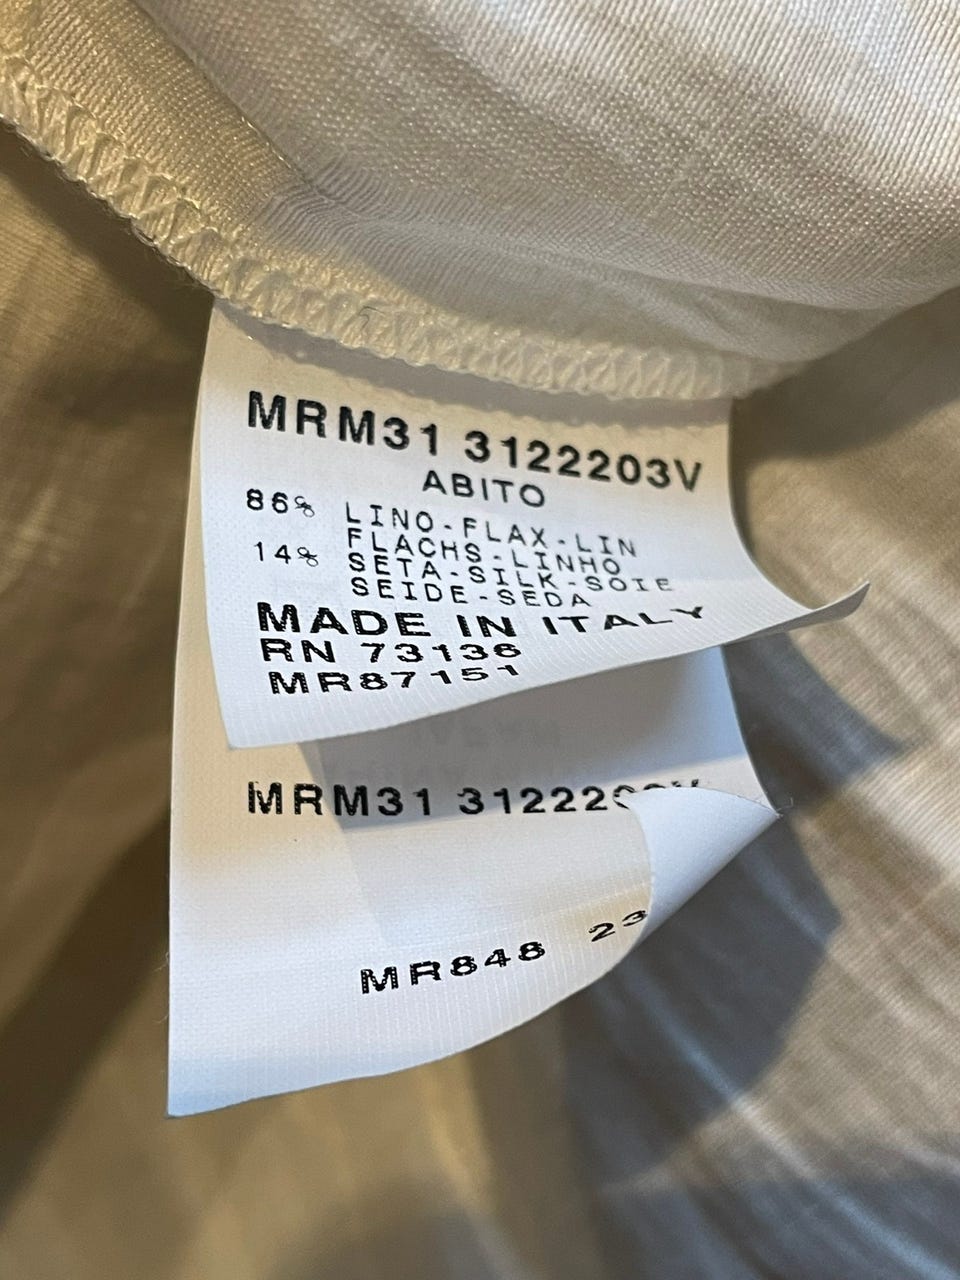 MRM31 3122203V
ABITO
86% LINO-FLAX-LIN
FLACHS-LINHO
14% SETA-SILK-SOIE
SEIDE-SEDA
MADE IN ITALY
RN 73136
MR87151
MRM31
MR848 23